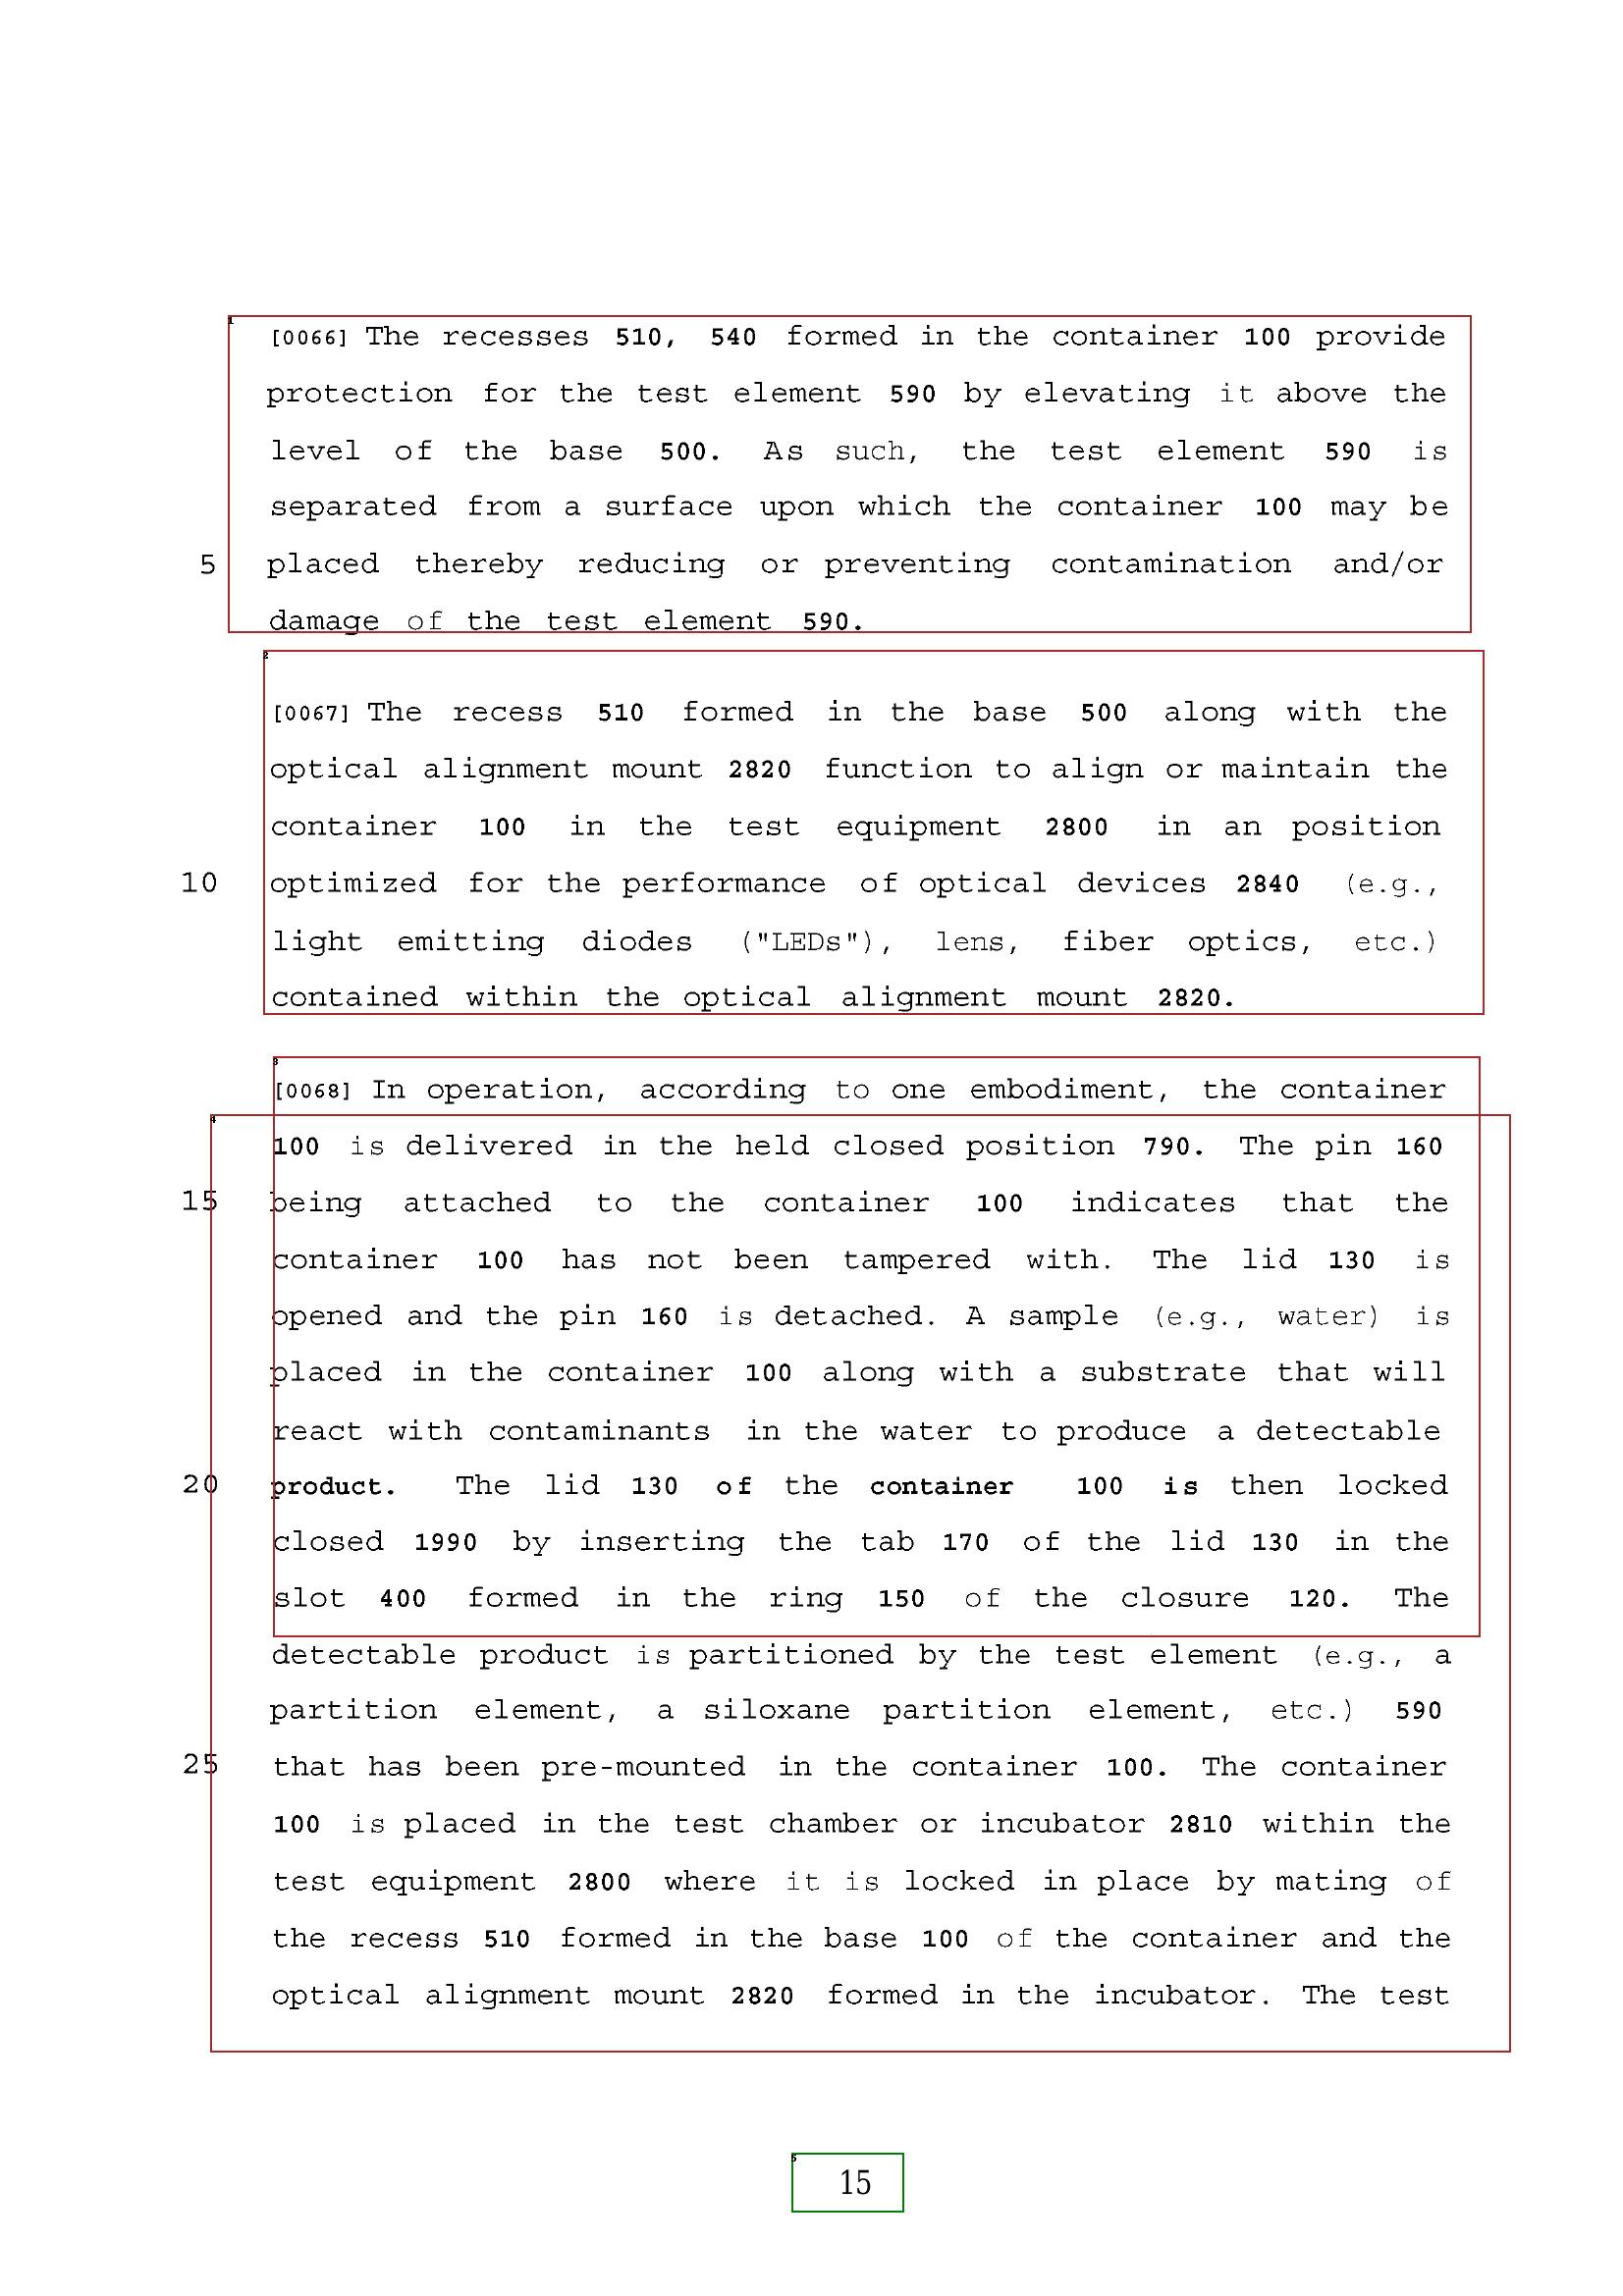 [0066] The recesses 510, 540 formed in the container 100 provide
protection for the test element 590 by elevating it above the
level of the base 500. As such, the test element 590 is
separated from a surface upon which the container 100 may be
5 placed thereby reducing or preventing contamination and/or
damage of the test element 590.
[0067] The recess 510 formed in the base 500 along with the
optical alignment mount 2820 function to align or maintain the
container 100 in the test equipment 2800 in an position
10 optimized for the performance of optical devices 2840 (e.g.,
light emitting diodes ("LEDs"), lens, fiber optics, etc.)
contained within the optical alignment mount 2820.
[0068] In operation, according to one embodiment, the container
100 is delivered in the held closed position 790. The pin 160
15 being attached to the container 100 indicates that the
container 100 has not been tampered with. The lid 130 is
opened and the pin 160 is detached. A sample (e.g., water) is
placed in the container 100 along with a substrate that will
react with contaminants in the water to produce a detectable
20 product. The lid 130 of the container 100 is then locked
closed 1990 by inserting the tab 170 of the lid 130 in the
slot 400 formed in the ring 150 of the closure 120. The
detectable product is partitioned by the test element (e.g., a
partition element, a siloxane partition element, etc.) 590
25 that has been pre-mounted in the container 100. The container
100 is placed in the test chamber or incubator 2810 within the
test equipment 2800 where it is locked in place by mating of
the recess 510 formed in the base 100 of the container and the
optical alignment mount 2820 formed in the incubator. The test
15